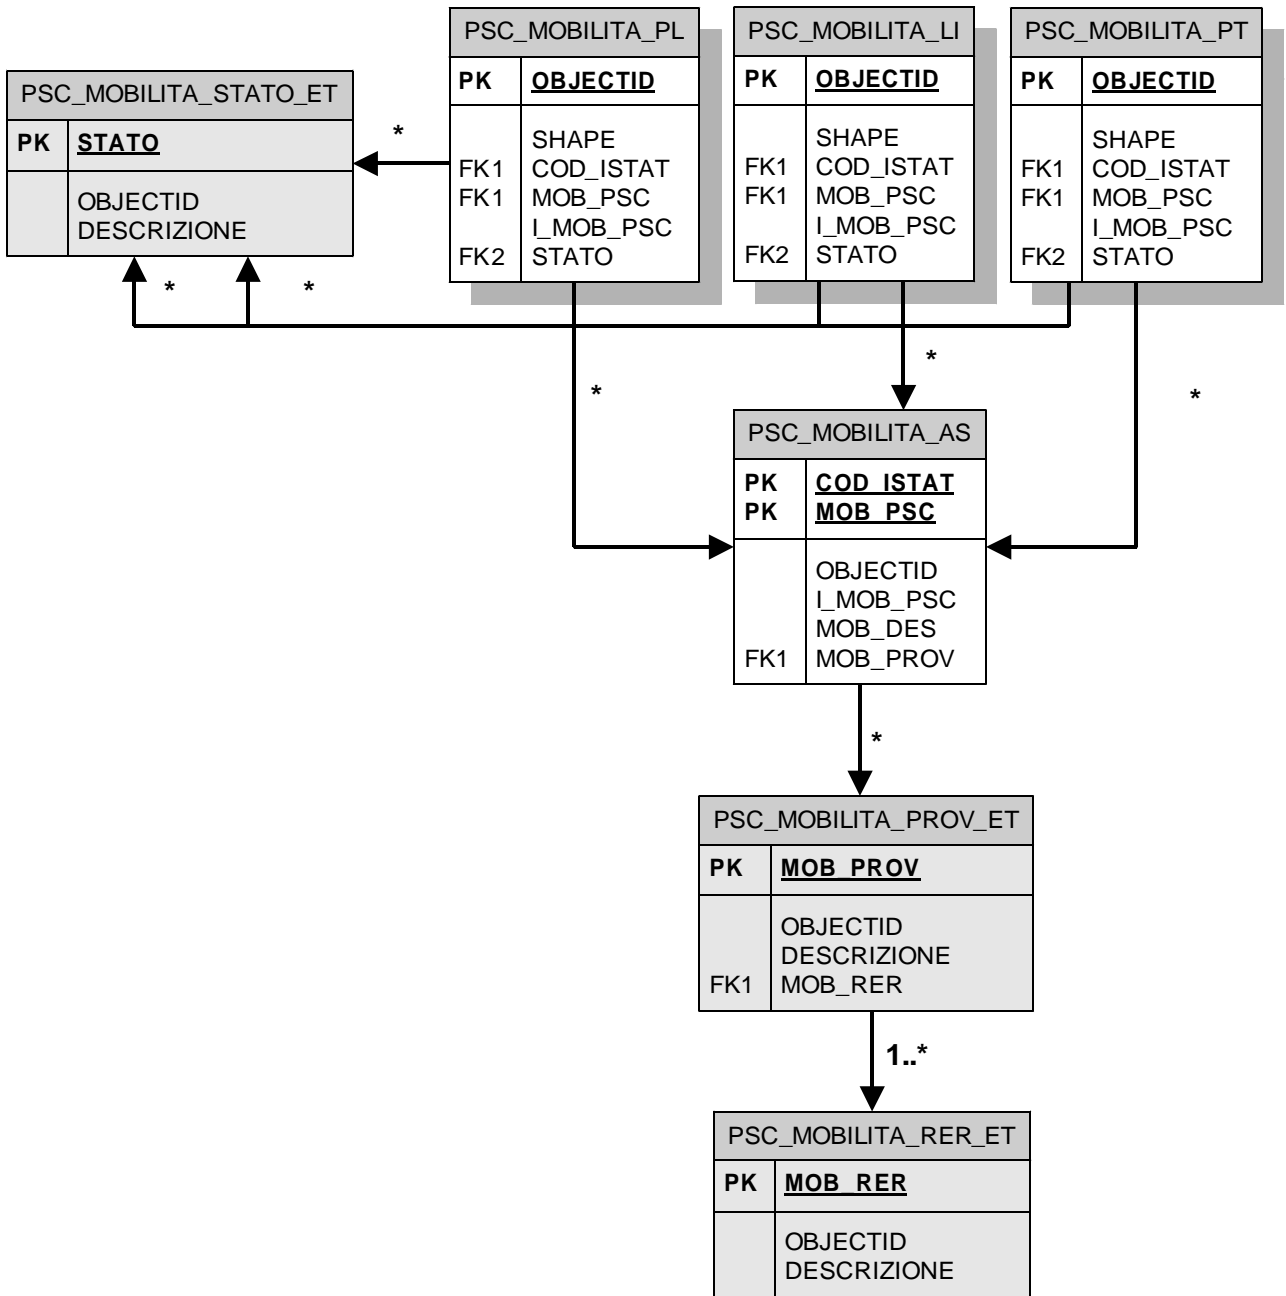 PSC_MOBILITA_STATO_ET
PK STATO
OBJECTID
DESCRIZIONE
*
*
*
PSC_MOBILITA_PL
PK OBJECTID
SHAPE
FK1 COD_ISTAT
FK1 MOB_PSC
I_MOB_PSC
FK2 STATO
PSC_MOBILITA_LI
PK OBJECTID
SHAPE
FK1 COD_ISTAT
FK1 MOB_PSC
I_MOB_PSC
FK2 STATO
PSC_MOBILITA_PT
PK OBJECTID
SHAPE
FK1 COD_ISTAT
FK1 MOB_PSC
I_MOB_PSC
FK2 STATO
*
*
*
PSC_MOBILITA_AS
PK COD_ISTAT
PK MOB_PSC
OBJECTID
I_MOB_PSC
MOB_DES
FK1 MOB_PROV
*
PSC_MOBILITA_PROV_ET
PK MOB_PROV
OBJECTID
DESCRIZIONE
FK1 MOB_RER
1..*
PSC_MOBILITA_RER_ET
PK MOB_RER
OBJECTID
DESCRIZIONE